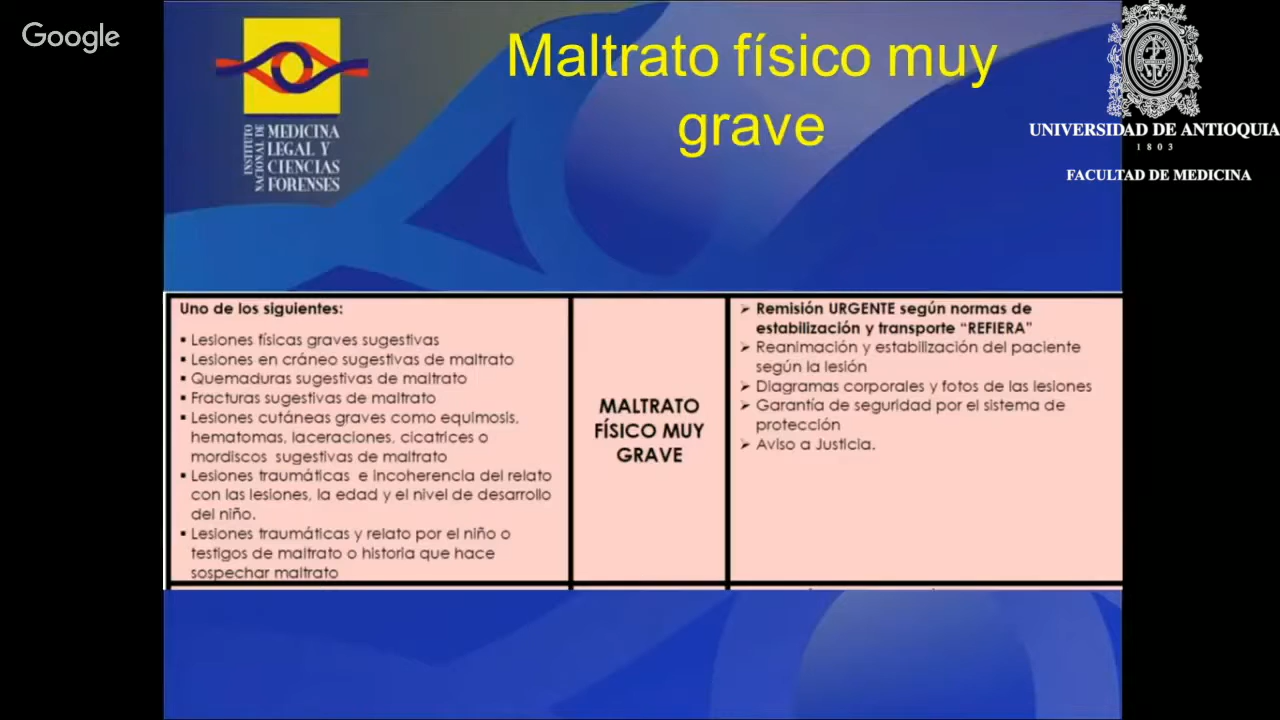 Google
Maltrato físico muy
grave
INSTITUTO
NACIONAL DE
MEDICINA
LEGAL Y
CIENCIAS
FORENSES
UNIVERSIDAD DE ANTIOQUIA
1803
FACULTAD DE MEDICINA
Uno de los siguientes:
▪ Lesiones físicas graves sugestivas
▪ Lesiones en cráneo sugestivas de maltrato
▪ Quemaduras sugestivas de maltrato
▪ Fracturas sugestivas de maltrato
▪ Lesiones cutáneas graves como equimosis,
hematomas, laceraciones, cicatrices o
mordiscos sugestivas de maltrato
▪ Lesiones traumáticas e incoherencia del relato
con las lesiones, la edad y el nivel de desarrollo
del niño.
▪ Lesiones traumáticas y relato por el niño o
testigos de maltrato o historia que hace
sospechar maltrato
MALTRATO
FÍSICO MUY
GRAVE
➢ Remisión URGENTE según normas de
estabilización y transporte “REFIERA”
➢ Reanimación y estabilización del paciente
según la lesión
➢ Diagramas corporales y fotos de las lesiones
➢ Garantía de seguridad por el sistema de
protección
➢ Aviso a Justicia.